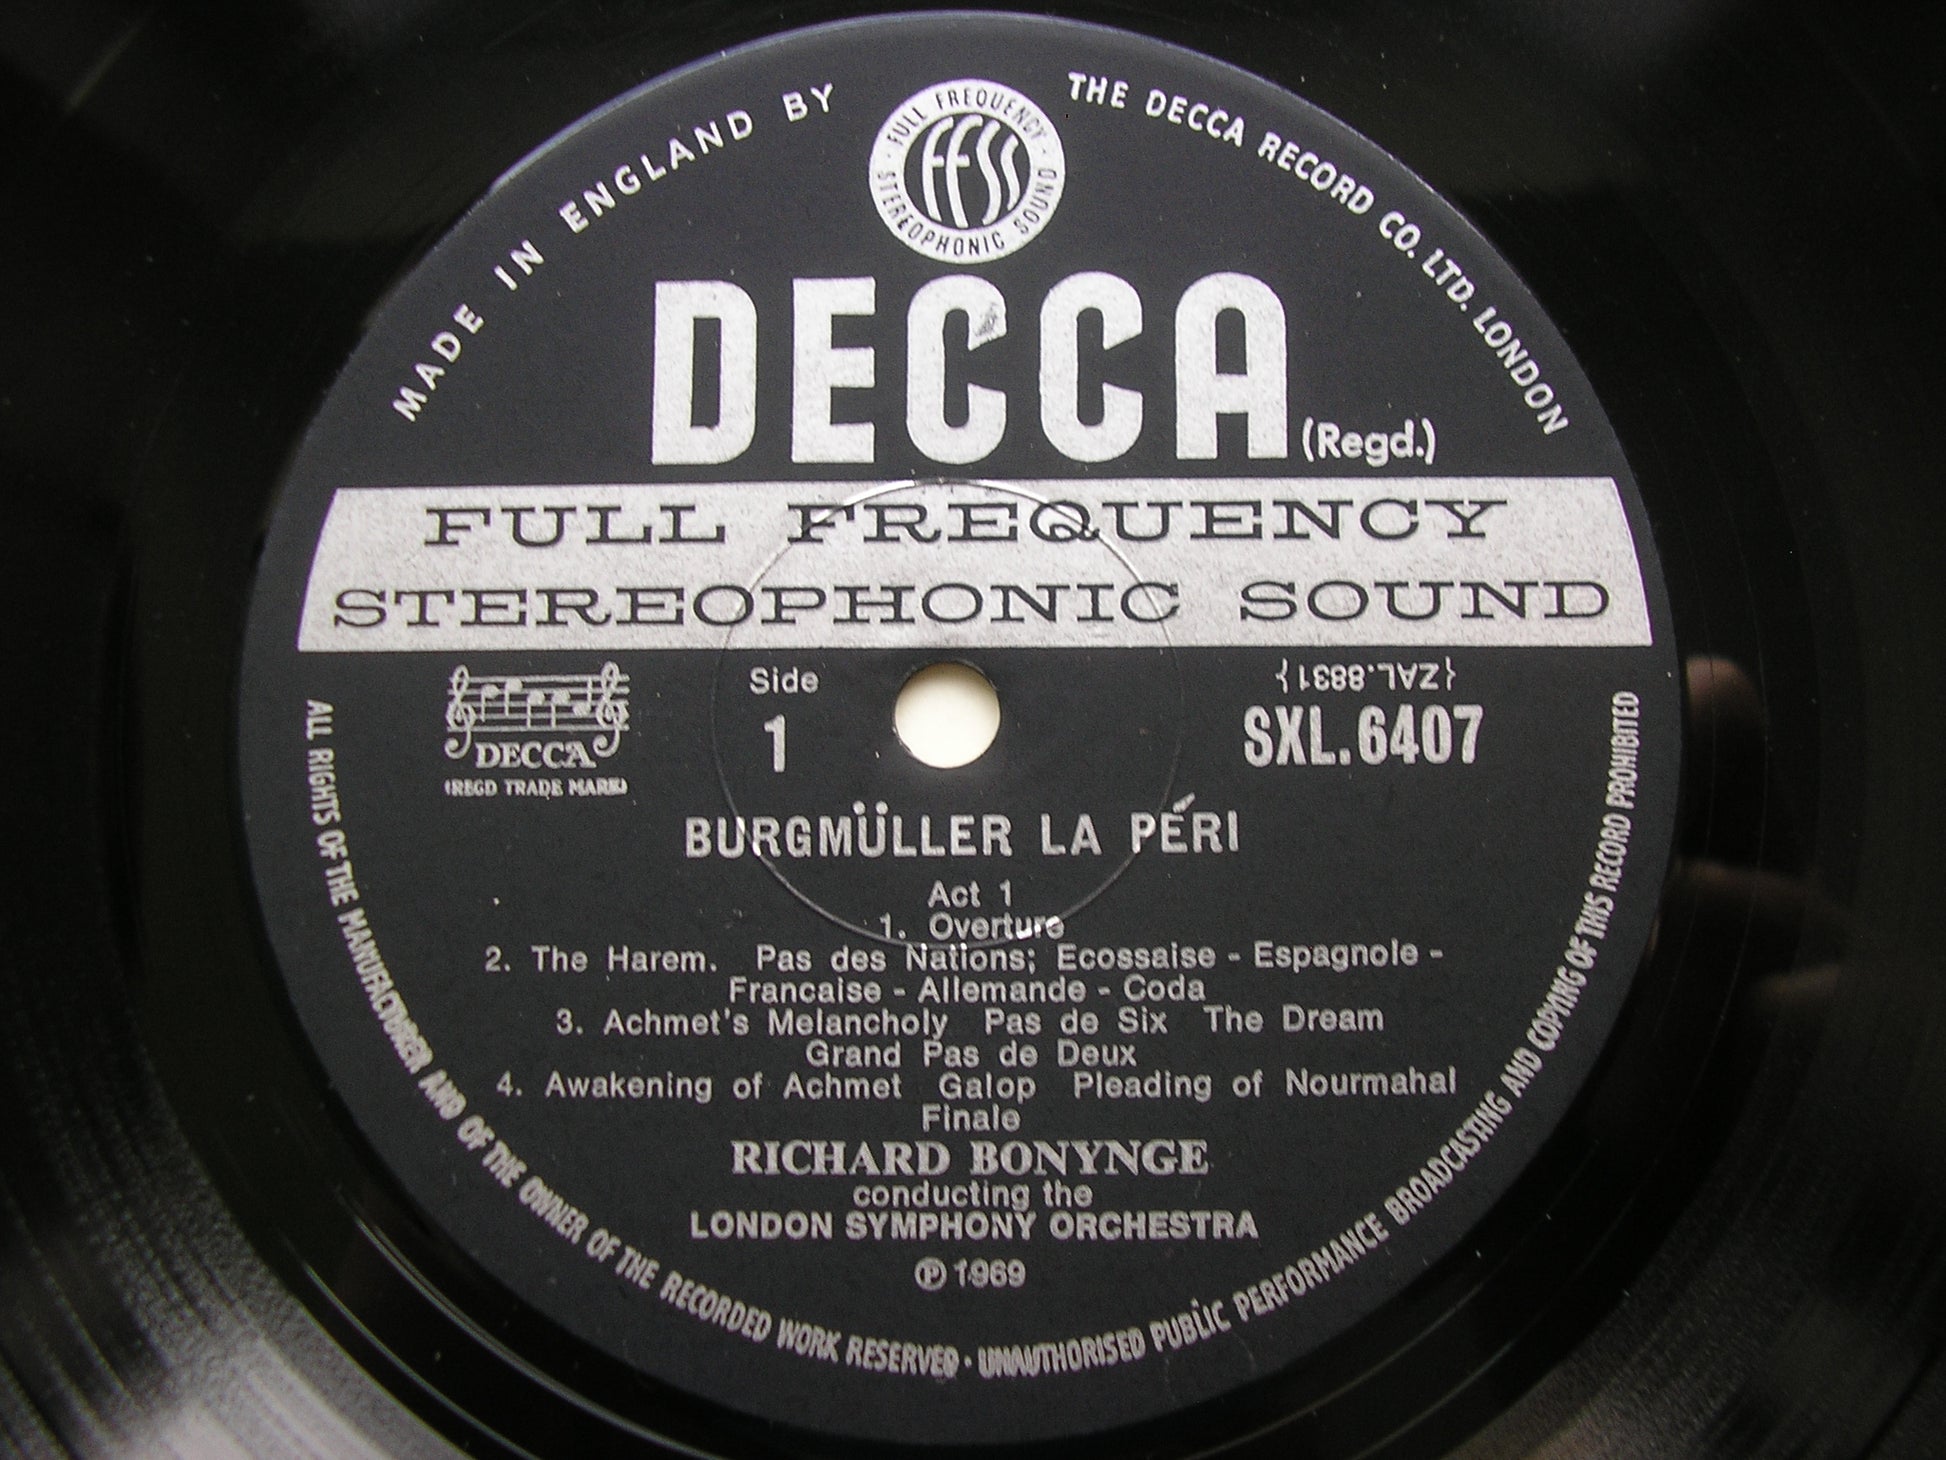 MADE IN ENGLAND BY
THE DECCA RECORD CO. LTD. LONDON
FULL FREQUENCY
STEREOPHONIC SOUND
FFSS
DECCA (Regd.)
FULL FREQUENCY
STEREOPHONIC SOUND
DECCA
(REGD TRADE MARK)
Side
1
{ZAL.8831}
SXL.6407
BURGMÜLLER LA PÉRI
Act 1
1. Overture
2. The Harem. Pas des Nations; Ecossaise - Espagnole -
Francaise - Allemande - Coda
3. Achmet's Melancholy Pas de Six The Dream
Grand Pas de Deux
4. Awakening of Achmet Galop Pleading of Nourmahal
Finale
RICHARD BONYNGE
conducting the
LONDON SYMPHONY ORCHESTRA
℗ 1969
ALL RIGHTS OF THE MANUFACTURER AND OF THE OWNER OF THE RECORDED WORK RESERVED · UNAUTHORISED PUBLIC PERFORMANCE BROADCASTING AND COPYING OF THIS RECORD PROHIBITED